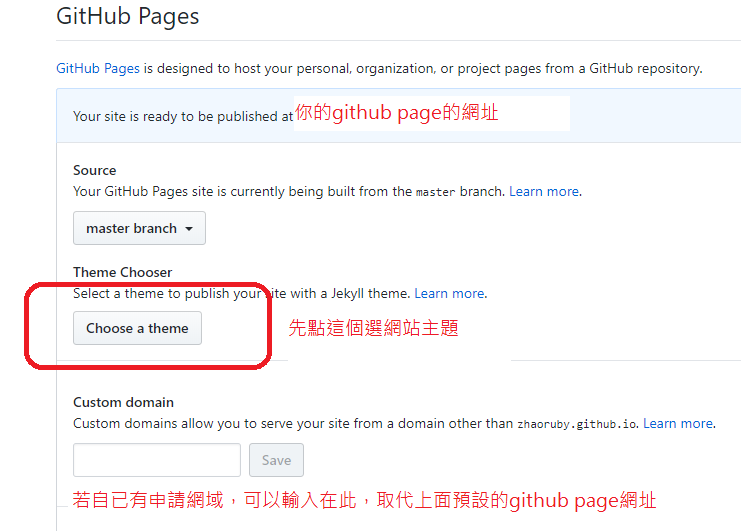 GitHub Pages
GitHub Pages is designed to host your personal, organization, or project pages from a GitHub repository.
Your site is ready to be published at 你的github page的網址
Source
Your GitHub Pages site is currently being built from the master branch. Learn more.
master branch
Theme Chooser
Select a theme to publish your site with a Jekyll theme. Learn more.
Choose a theme
先點這個選網站主題
Custom domain
Custom domains allow you to serve your site from a domain other than zhaoruby.github.io. Learn more.
Save
若自已有申請網域，可以輸入在此，取代上面預設的github page網址